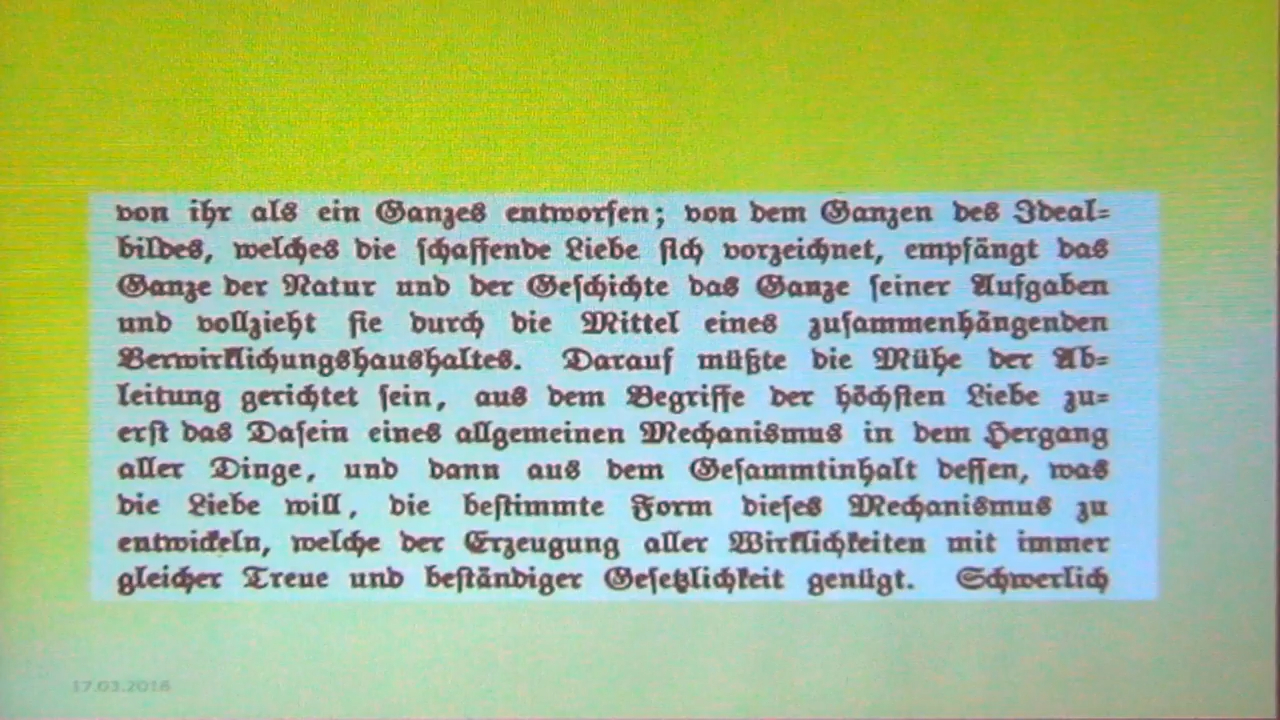 von ihr als ein Ganzes entworfen; von dem Ganzen des Ideal=
bildes, welches die schaffende Liebe sich vorzeichnet, empfängt das
Ganze der Natur und der Geschichte das Ganze seiner Aufgaben
und vollzieht sie durch die Mittel eines zusammenhängenden
Verwirklichungshaushaltes. Darauf müßte die Mühe der Ab=
leitung gerichtet sein, aus dem Begriffe der höchsten Liebe zu=
erst das Dasein eines allgemeinen Mechanismus in dem Hergang
aller Dinge, und dann aus dem Gesammtinhalt dessen, was
die Liebe will, die bestimmte Form dieses Mechanismus zu
entwickeln, welche der Erzeugung aller Wirklichkeiten mit immer
gleicher Treue und beständiger Gesetzlichkeit genügt. Schwerlich
17.03.2016